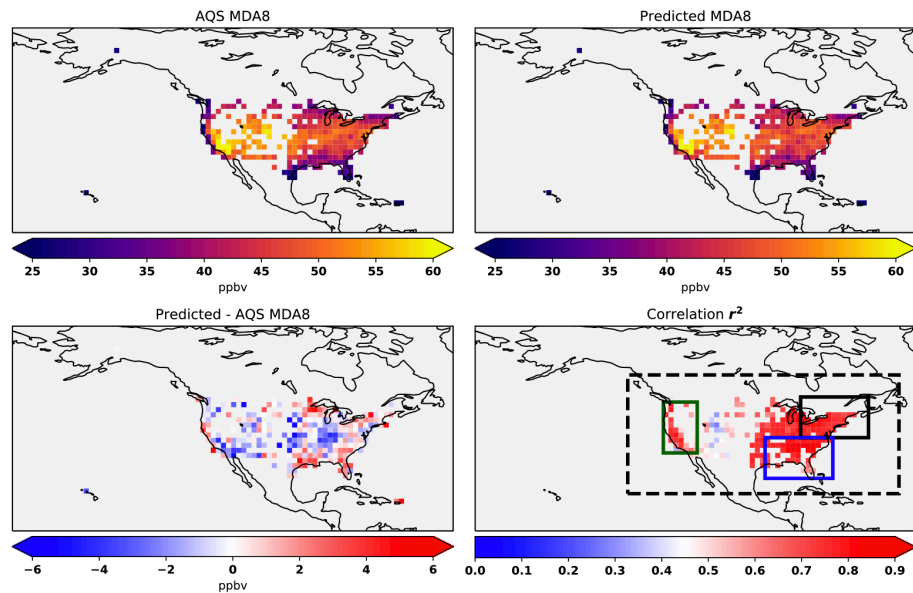 AQS MDA8
Predicted MDA8
25 30 35 40 45 50 55 60
ppbv
25 30 35 40 45 50 55 60
ppbv
Predicted - AQS MDA8
Correlation r²
−6 −4 −2 0 2 4 6
ppbv
0.0 0.1 0.2 0.3 0.4 0.5 0.6 0.7 0.8 0.9